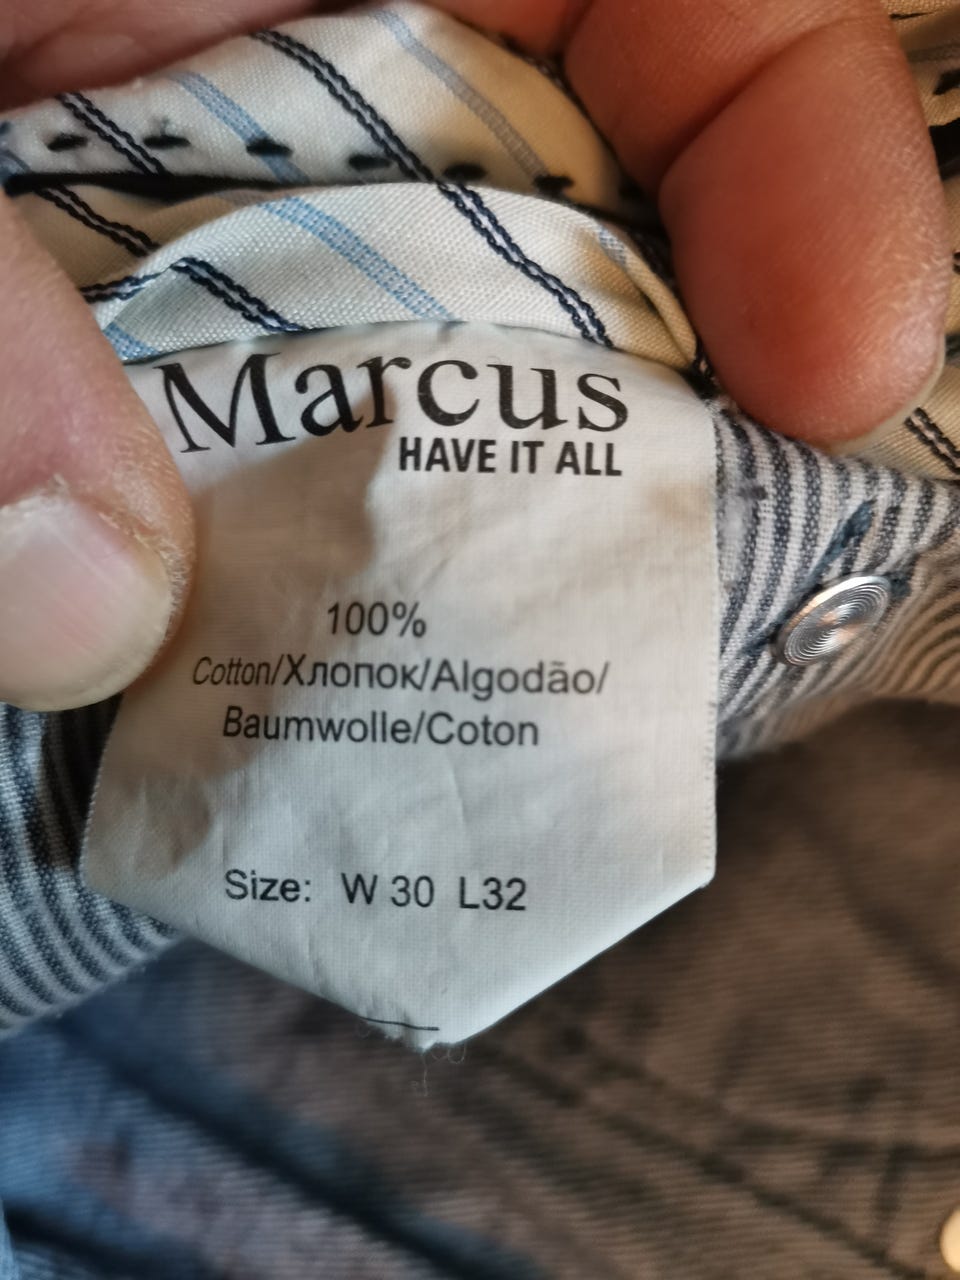 Marcus
HAVE IT ALL
100%
Cotton/Хлопок/Algodão/
Baumwolle/Coton
Size: W 30 L32